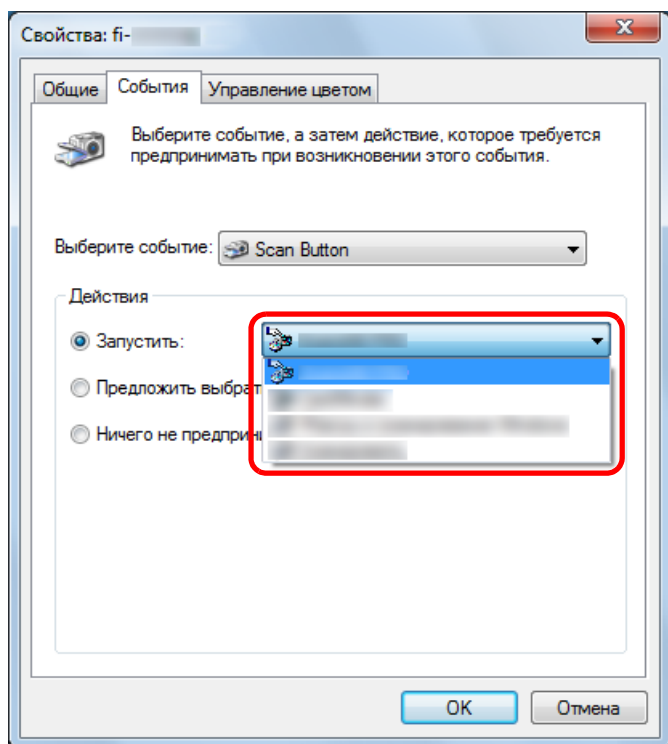 Свойства: fi-
Общие События Управление цветом
Выберите событие, а затем действие, которое требуется
предпринимать при возникновении этого события.
Выберите событие: Scan Button
Действия
Запустить:
Предложить выбрат
Ничего не предприн
OK Отмена